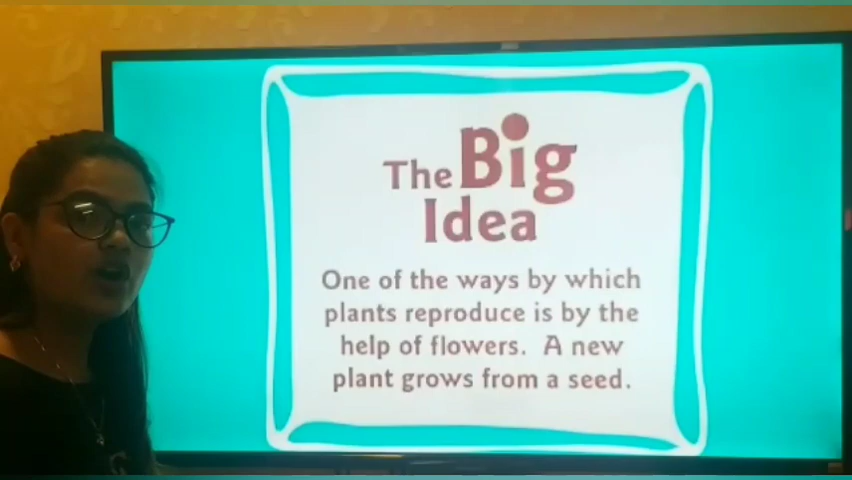 The Big
Idea
One of the ways by which
plants reproduce is by the
help of flowers. A new
plant grows from a seed.